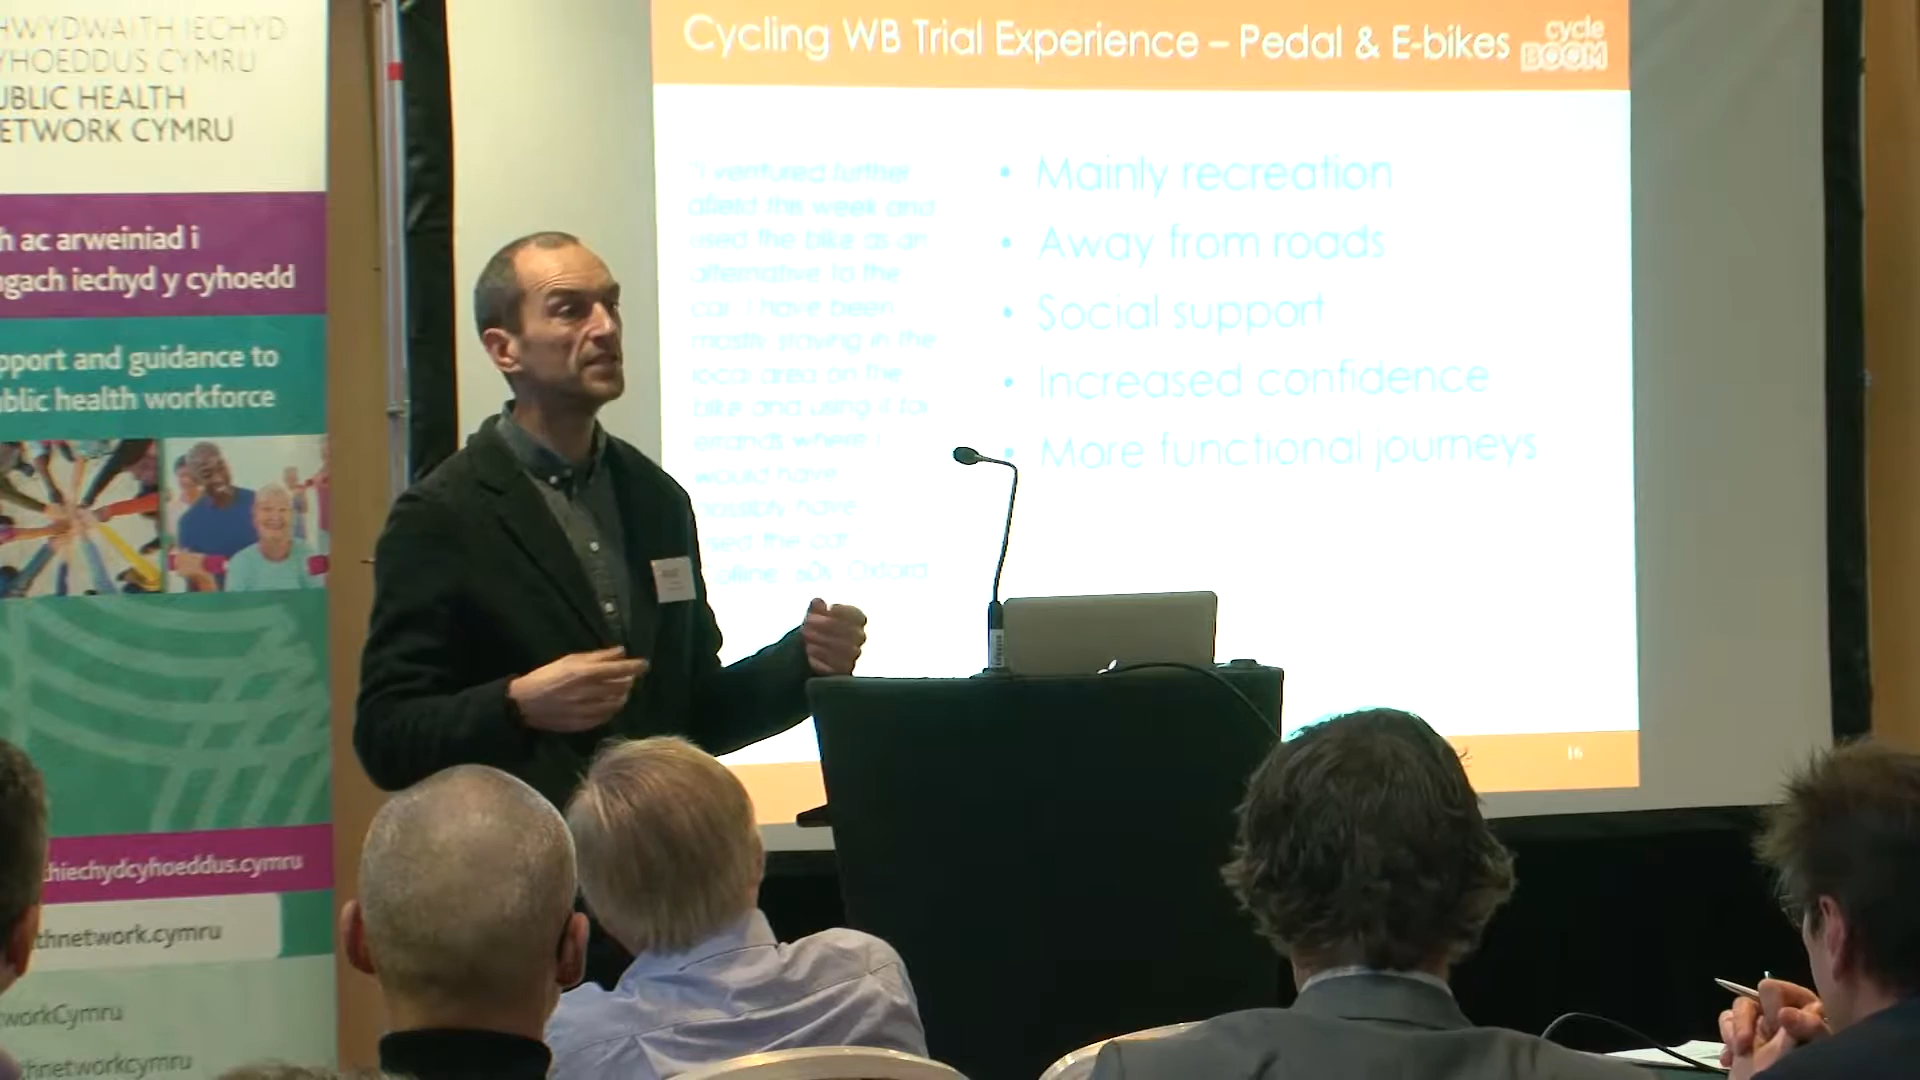 HWYDWAITH IECHYD
YHOEDDUS CYMRU
UBLIC HEALTH
ETWORK CYMRU
h ac arweiniad i
gach iechyd y cyhoedd
pport and guidance to
blic health workforce
hiechydcyhoeddus.cymru
thnetwork.cymru
workCymru
thnetworkcymru
Cycling WB Trial Experience – Pedal & E-bikes
cycle
BOOM
"I ventured further
afield this week and
used the bike as an
alternative to the
car. I have been
mostly staying in the
local area on the
bike and using it for
errands where I
would have
possibly have
used the car
Oxford
• Mainly recreation
• Away from roads
• Social support
• Increased confidence
• More functional journeys
16